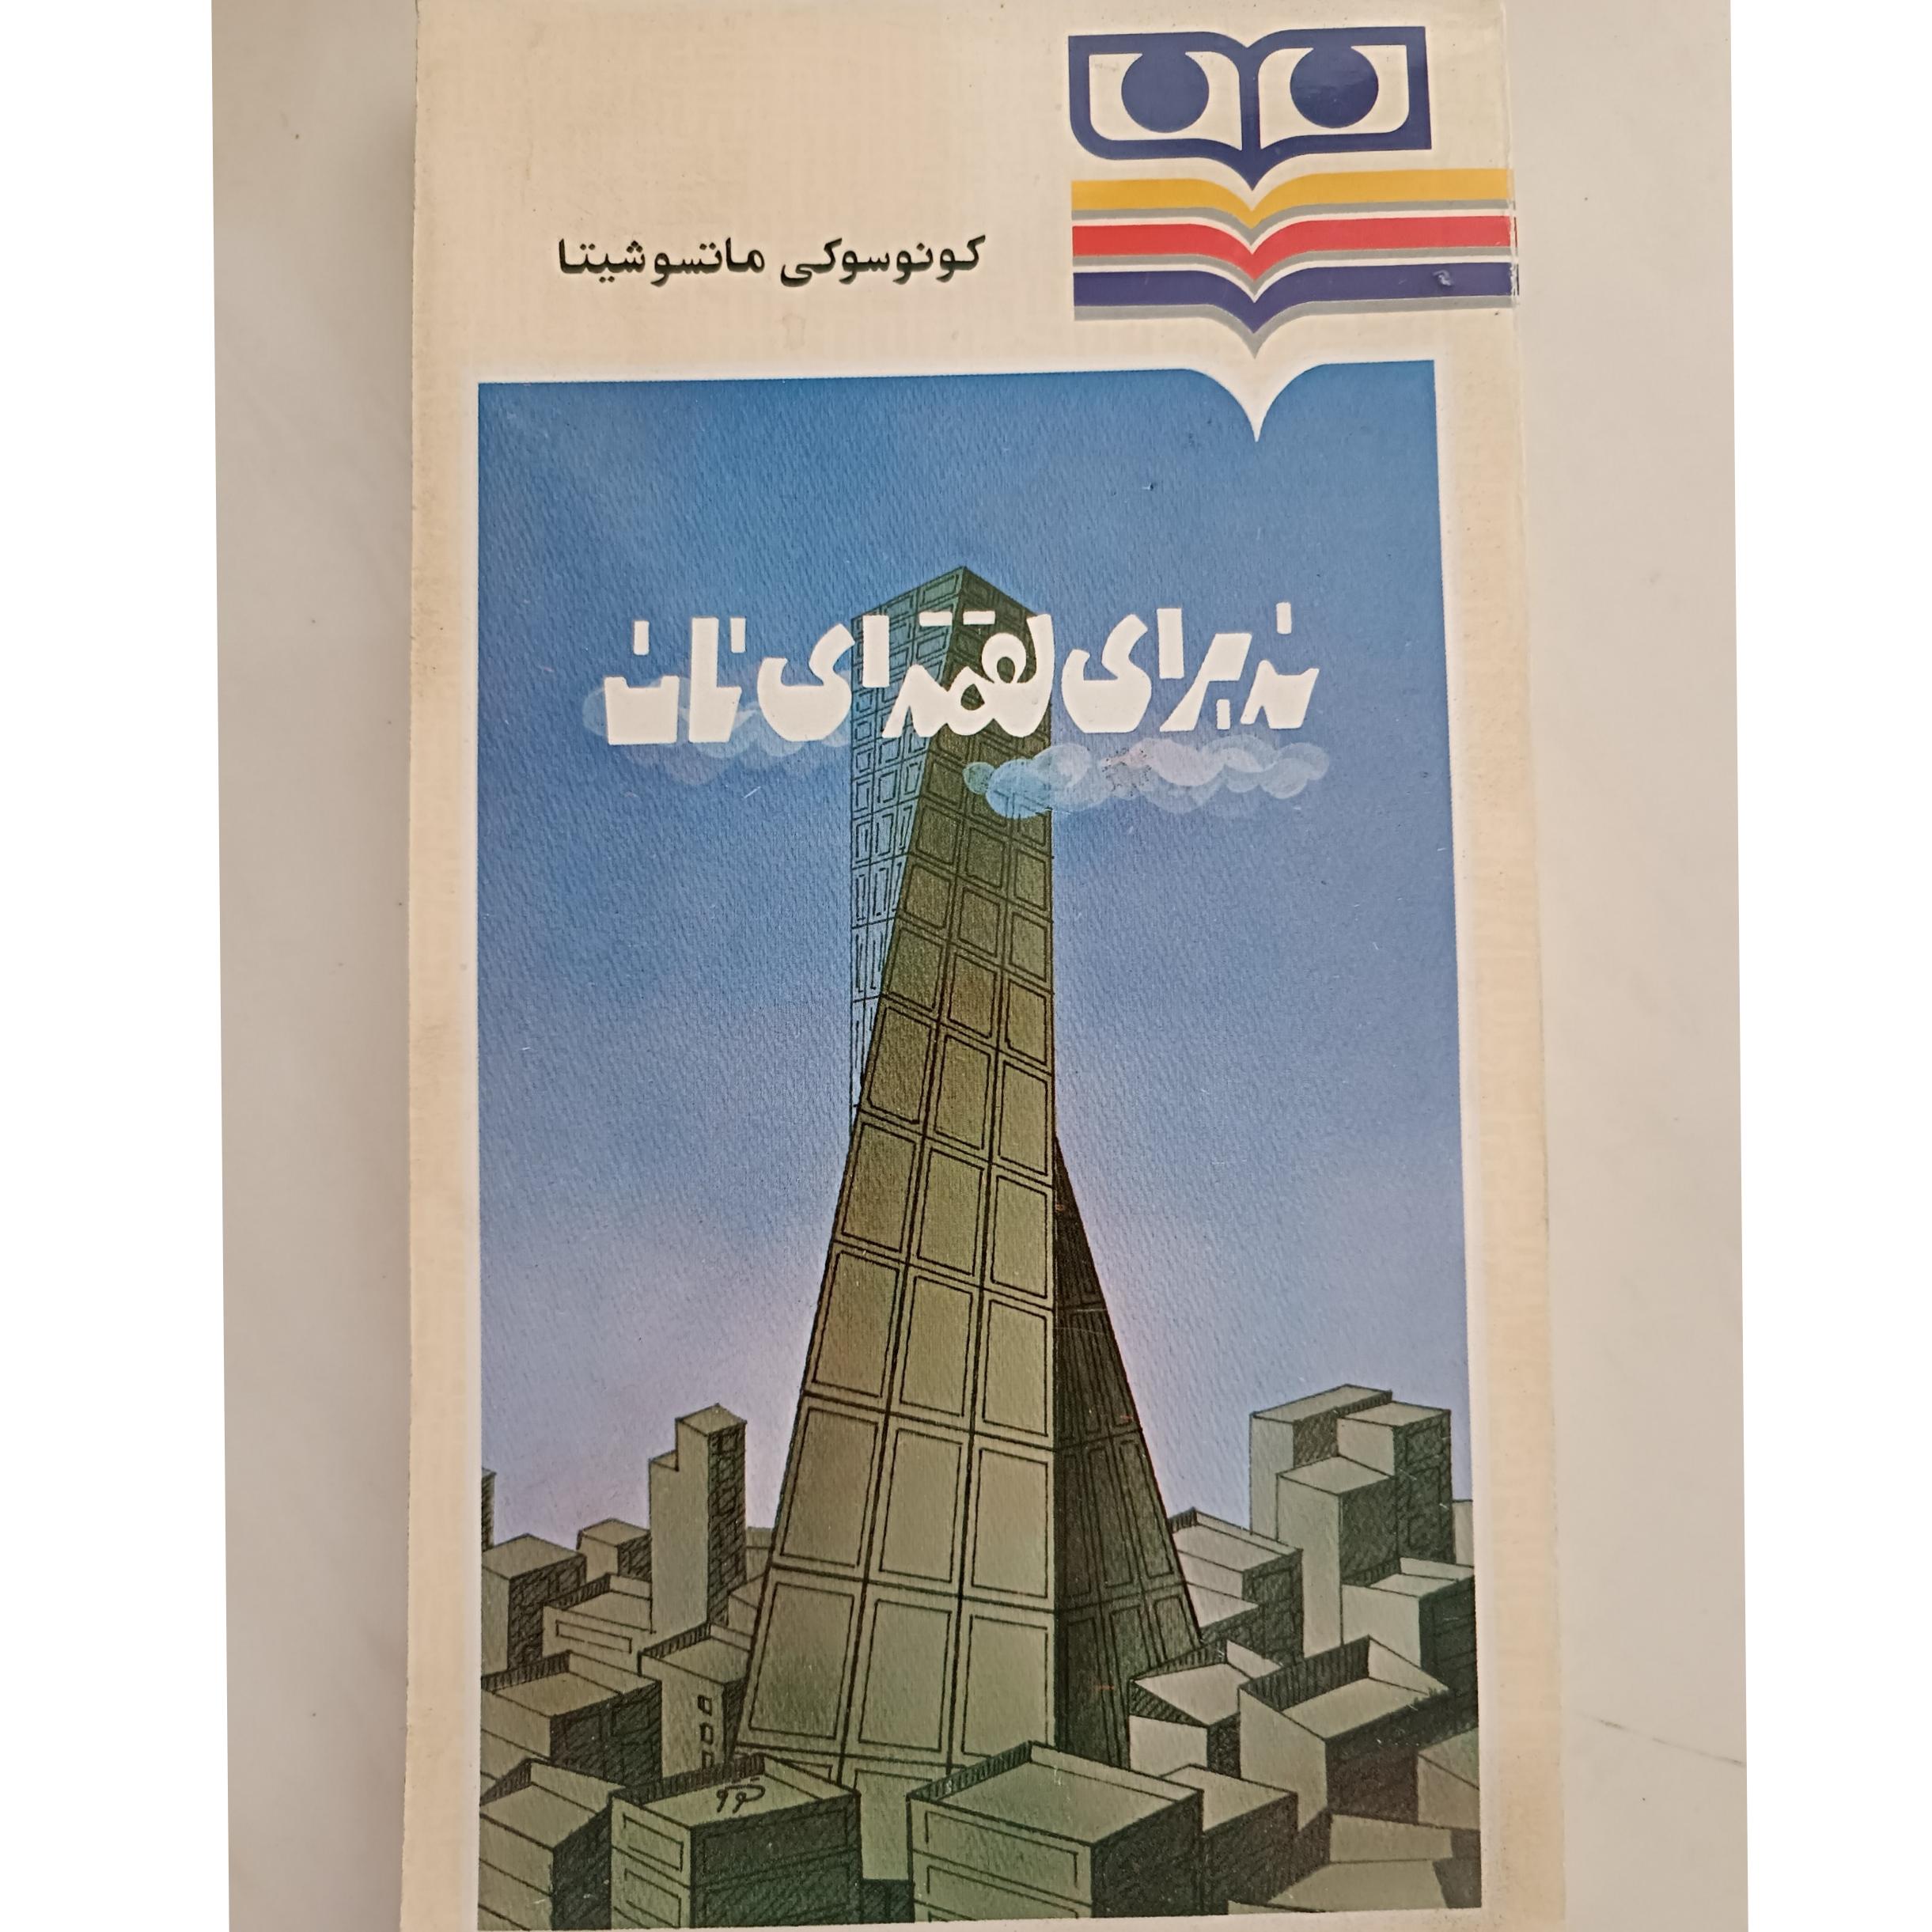 کونوسوکی ماتسوشیتا
نه برای لقمه‌ای نان